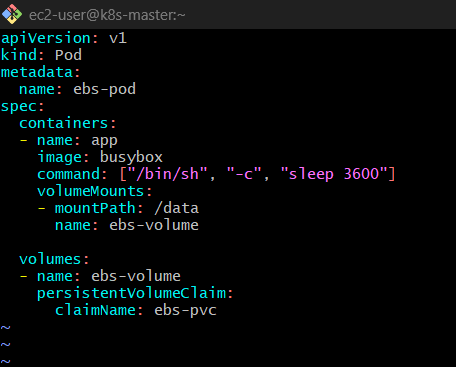 ec2-user@k8s-master:~
apiVersion: v1
kind: Pod
metadata:
  name: ebs-pod
spec:
  containers:
  - name: app
    image: busybox
    command: ["/bin/sh", "-c", "sleep 3600"]
    volumeMounts:
    - mountPath: /data
      name: ebs-volume

  volumes:
  - name: ebs-volume
    persistentVolumeClaim:
      claimName: ebs-pvc
~
~
~